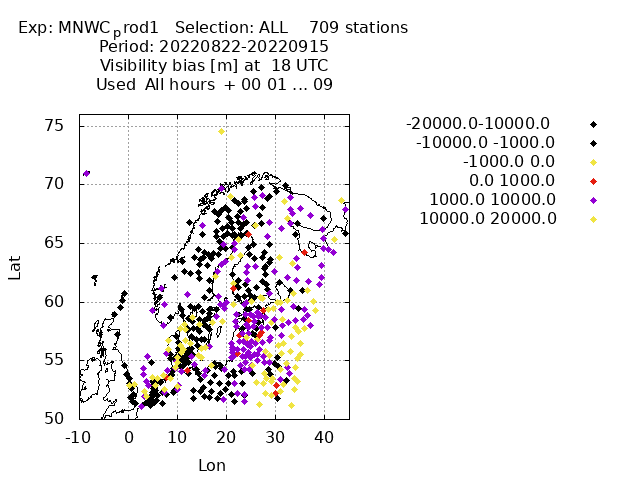 Exp: MNWCprod1 Selection: ALL 709 stations
Period: 20220822-20220915
Visibility bias [m] at 18 UTC
Used All hours + 00 01 ... 09
-20000.0-10000.0
-10000.0 -1000.0
-1000.0 0.0
0.0 1000.0
1000.0 10000.0
10000.0 20000.0
75
70
65
60
55
50
Lat
-10 0 10 20 30 40
Lon